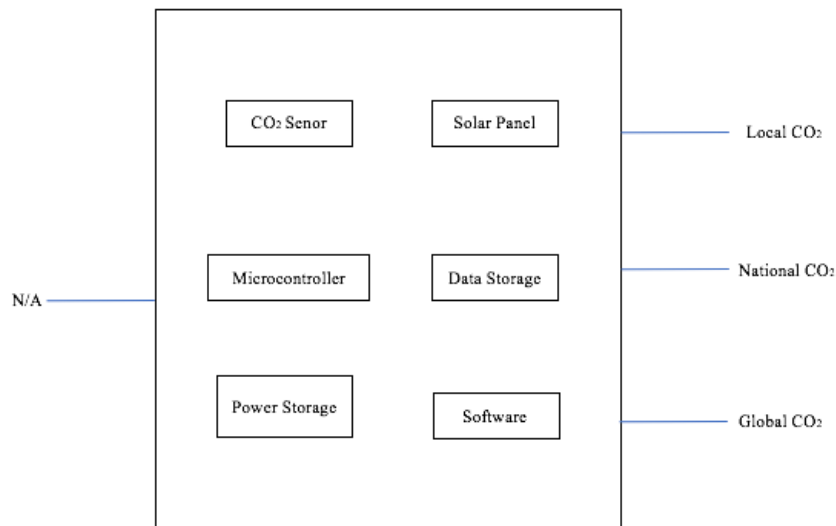 CO₂ Senor
Solar Panel
Local CO₂
Microcontroller
Data Storage
National CO₂
N/A
Power Storage
Software
Global CO₂